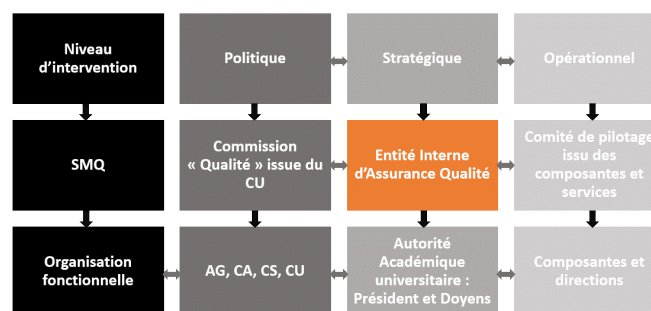 Niveau
d'intervention
Politique
Stratégique
Opérationnel
SMQ
Commission
« Qualité » issue du
CU
Entité Interne
d'Assurance Qualité
Comité de pilotage
issu des
composantes et
services
Organisation
fonctionnelle
AG, CA, CS, CU
Autorité
Académique
universitaire :
Président et Doyens
Composantes et
directions